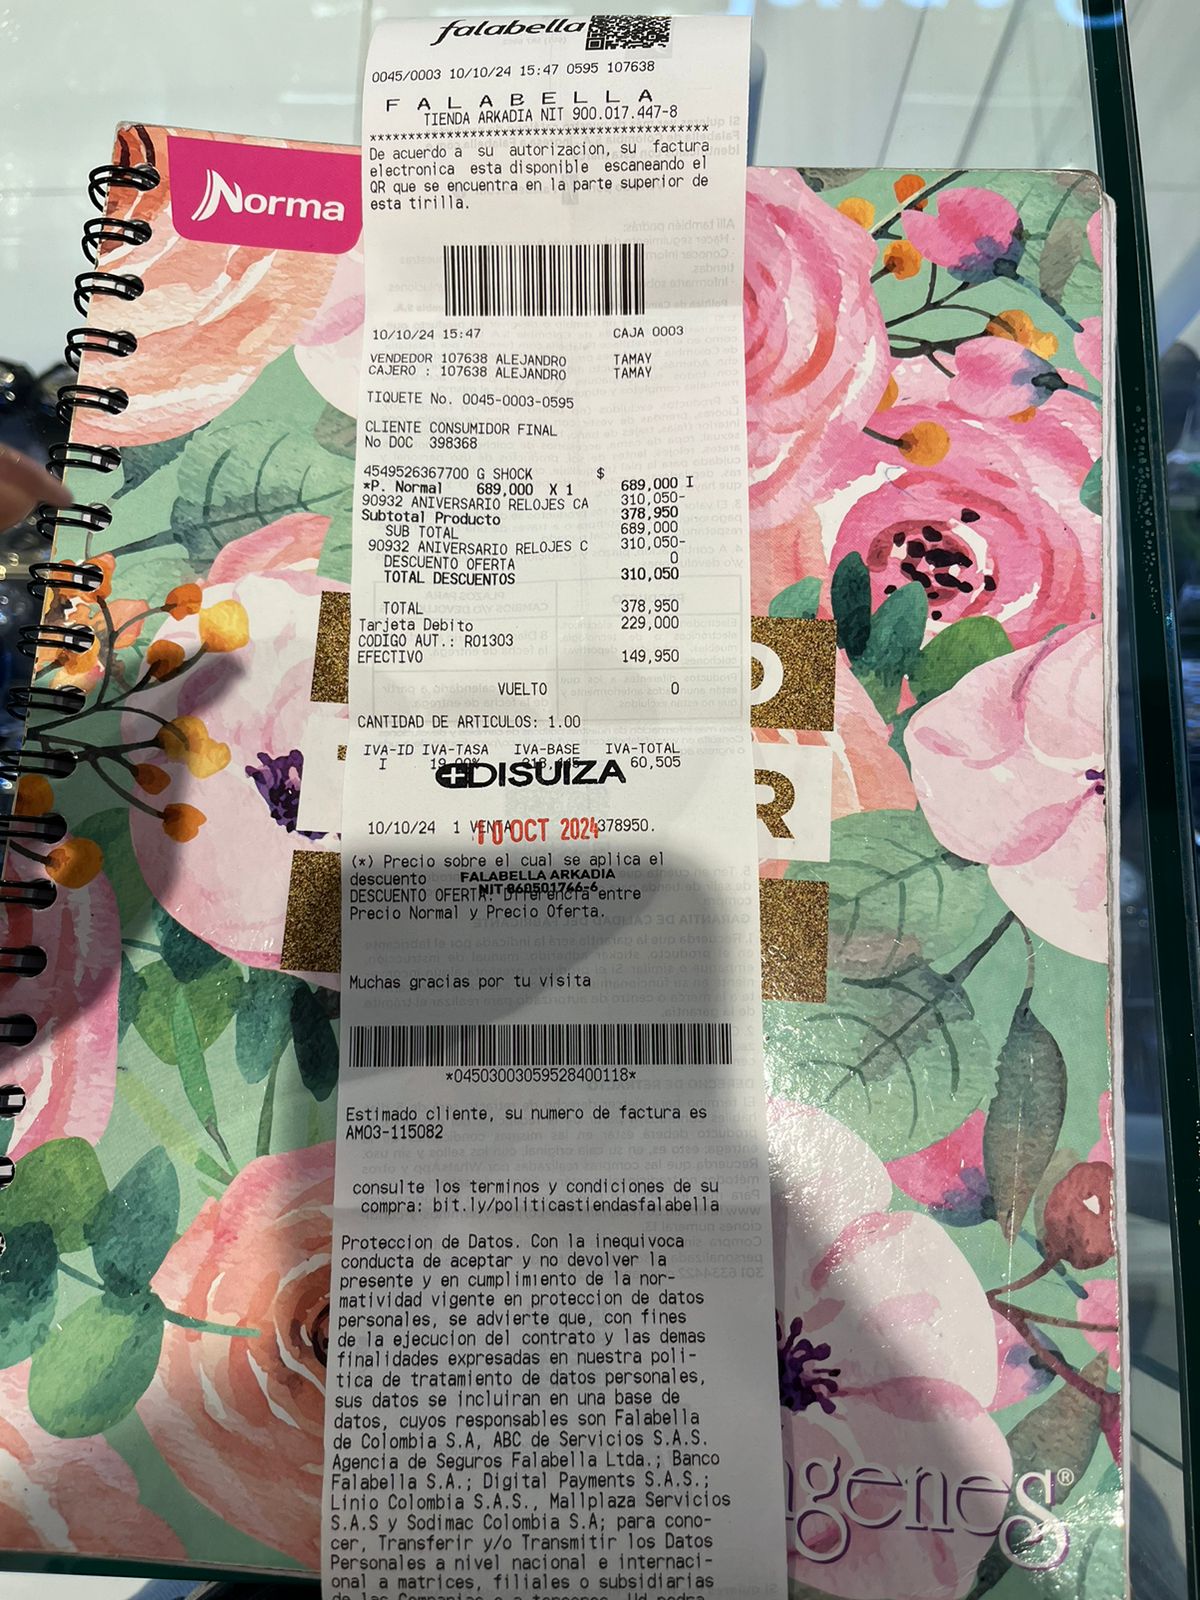 falabella
0045/0003 10/10/24 15:47 0595 107638
F A L A B E L L A
TIENDA ARKADIA NIT 900.017.447-8
*********************************************
De acuerdo a su autorizacion, su factura
electronica esta disponible escaneando el
QR que se encuentra en la parte superior de
esta tirilla.
Norma
10/10/24 15:47 CAJA 0003
VENDEDOR 107638 ALEJANDRO TAMAY
CAJERO : 107638 ALEJANDRO TAMAY
TIQUETE No. 0045-0003-0595
CLIENTE CONSUMIDOR FINAL
No DOC 398368
4549526367700 G SHOCK $
*P. Normal 689,000 X 1 689,000 I
90932 ANIVERSARIO RELOJES CA 310,050-
Subtotal Producto 378,950
SUB TOTAL 689,000
90932 ANIVERSARIO RELOJES C 310,050-
DESCUENTO OFERTA 0
TOTAL DESCUENTOS 310,050
TOTAL 378,950
Tarjeta Debito 229,000
CODIGO AUT.: R01303
EFECTIVO 149,950
VUELTO 0
CANTIDAD DE ARTICULOS: 1.00
IVA-ID IVA-TASA IVA-BASE IVA-TOTAL
I 19.00% 318,445 60,505
DISUIZA
10/10/24 1 VENTA 378950.
10 OCT 2024
(*) Precio sobre el cual se aplica el
descuento
FALABELLA ARKADIA
NIT 860501746-6
DESCUENTO OFERTA: Diferencia entre
Precio Normal y Precio Oferta.
Muchas gracias por tu visita
*04503003059528400118*
Estimado cliente, su numero de factura es
AM03-115082
consulte los terminos y condiciones de su
compra: bit.ly/politicastiendasfalabella
Proteccion de Datos. Con la inequivoca
conducta de aceptar y no devolver la
presente y en cumplimiento de la nor-
matividad vigente en proteccion de datos
personales, se advierte que, con fines
de la ejecucion del contrato y las demas
finalidades expresadas en nuestra poli-
tica de tratamiento de datos personales,
sus datos se incluiran en una base de
datos, cuyos responsables son Falabella
de Colombia S.A, ABC de Servicios S.A.S.
Agencia de Seguros Falabella Ltda.; Banco
Falabella S.A.; Digital Payments S.A.S.;
Linio Colombia S.A.S., Mallplaza Servicios
S.A.S y Sodimac Colombia S.A; para cono-
cer, Transferir y/o Transmitir los Datos
Personales a nivel nacional e internaci-
onal a matrices, filiales o subsidiarias